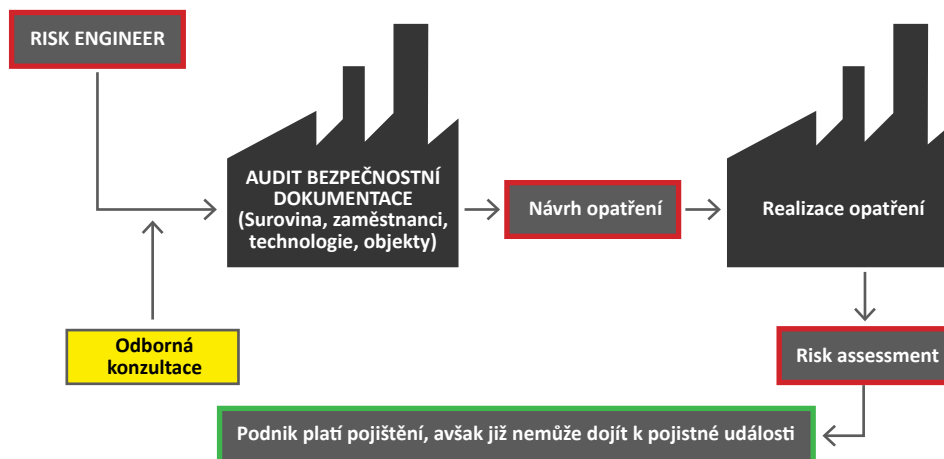 RISK ENGINEER
AUDIT BEZPEČNOSTNÍ
DOKUMENTACE
(Surovina, zaměstnanci,
technologie, objekty)
Návrh opatření
Realizace opatření
Odborná
konzultace
Risk assessment
Podnik platí pojištění, avšak již nemůže dojít k pojistné události